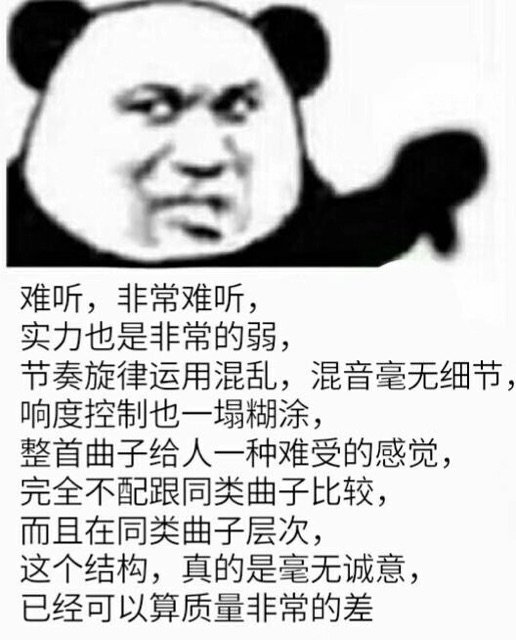 难听，非常难听，
实力也是非常的弱，
节奏旋律运用混乱，混音毫无细节，
响度控制也一塌糊涂，
整首曲子给人一种难受的感觉，
完全不配跟同类曲子比较，
而且在同类曲子层次，
这个结构，真的是毫无诚意，
已经可以算质量非常的差